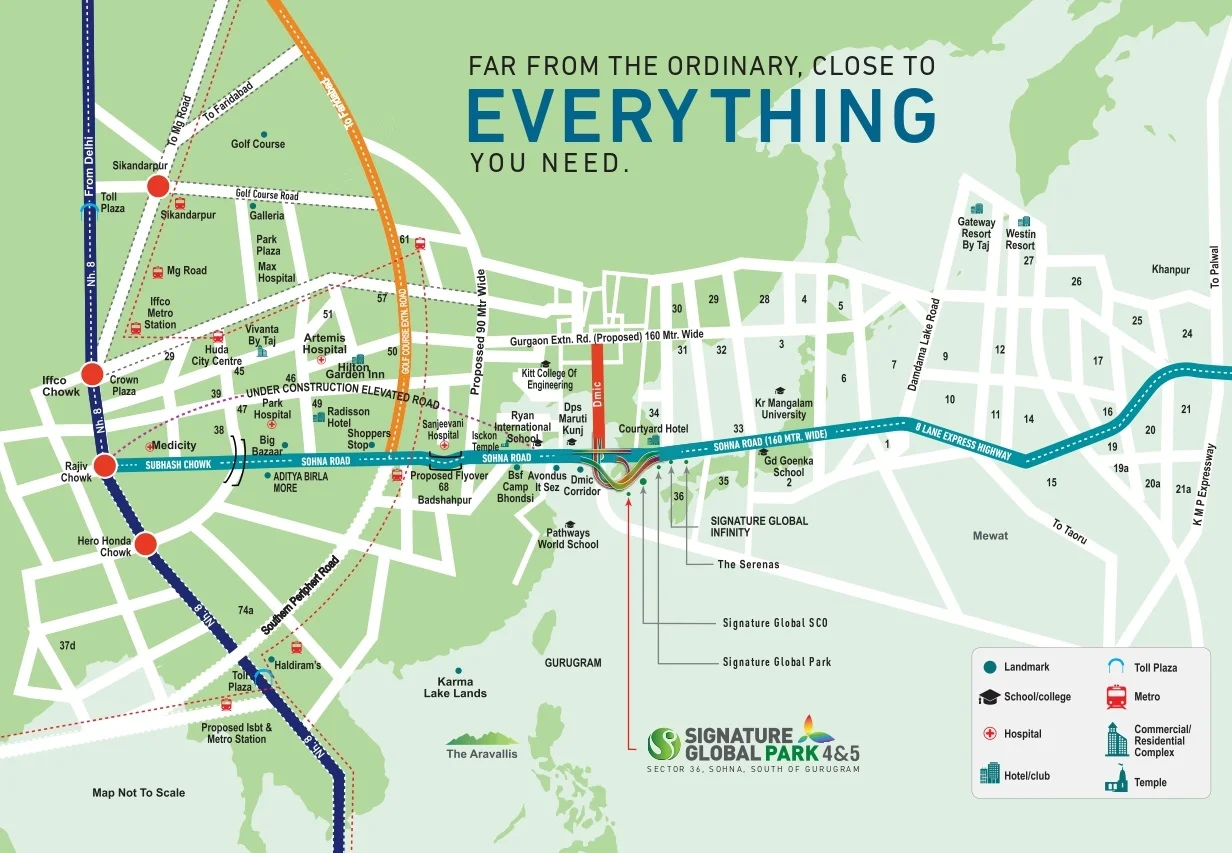 FAR FROM THE ORDINARY, CLOSE TO
EVERYTHING
YOU NEED.
From Delhi
Nh. 8
To Mg Road
To Faridabad
To Faridabad
Golf Course
Sikandarpur
Toll
Plaza
Sikandarpur
Golf Course Road
Galleria
Park
Plaza
Max
Hospital
Mg Road
Iffco
Metro
Station
61
57
51
50
29
Huda
City Centre
45
Vivanta
By Taj
46
Artemis
Hospital
Hilton
Garden Inn
GOLF COURSE EXTN. ROAD
Propossed 90 Mtr Wide
Iffco
Chowk
Crown
Plaza
Nh. 8
39
UNDER CONSTRUCTION ELEVATED ROAD
38
47
Park
Hospital
49
Radisson
Hotel
Big
Bazaar
Shoppers
Stop
Medicity
Rajiv
Chowk
SUBHASH CHOWK
SOHNA ROAD
ADITYA BIRLA
MORE
Sanjeevani
Hospital
Isckon
Temple
Ryan
International
School
Kitt College Of
Engineering
Dps
Maruti
Kunj
Dmic
Gurgaon Extn. Rd. (Proposed) 160 Mtr. Wide
SOHNA ROAD
Proposed Flyover
68
Badshahpur
Bsf
Camp
Bhondsi
Avondus
It Sez
Dmic
Corridor
Pathways
World School
30
29
28
4
5
31
32
3
6
7
34
33
Courtyard Hotel
Kr Mangalam
University
SOHNA ROAD (160 MTR. WIDE)
Gd Goenka
School
2
1
35
36
Damdama Lake Road
Gateway
Resort
By Taj
Westin
Resort
27
26
Khanpur
To Palwal
25
24
9
12
17
10
11
14
16
21
20
19
19a
20a
21a
15
8 LANE EXPRESS HIGHWAY
K M P Expressway
To Taoru
Mewat
SIGNATURE GLOBAL
INFINITY
The Serenas
Signature Global SCO
Signature Global Park
Hero Honda
Chowk
Nh. 8
74a
37d
Southern Periphert Road
Haldiram's
Toll
Plaza
Proposed Isbt &
Metro Station
Nh. 8
Karma
Lake Lands
GURUGRAM
The Aravallis
Map Not To Scale
SIGNATURE
GLOBAL PARK 4&5
SECTOR 36, SOHNA, SOUTH OF GURUGRAM
Landmark
School/college
Hospital
Hotel/club
Toll Plaza
Metro
Commercial/
Residential
Complex
Temple